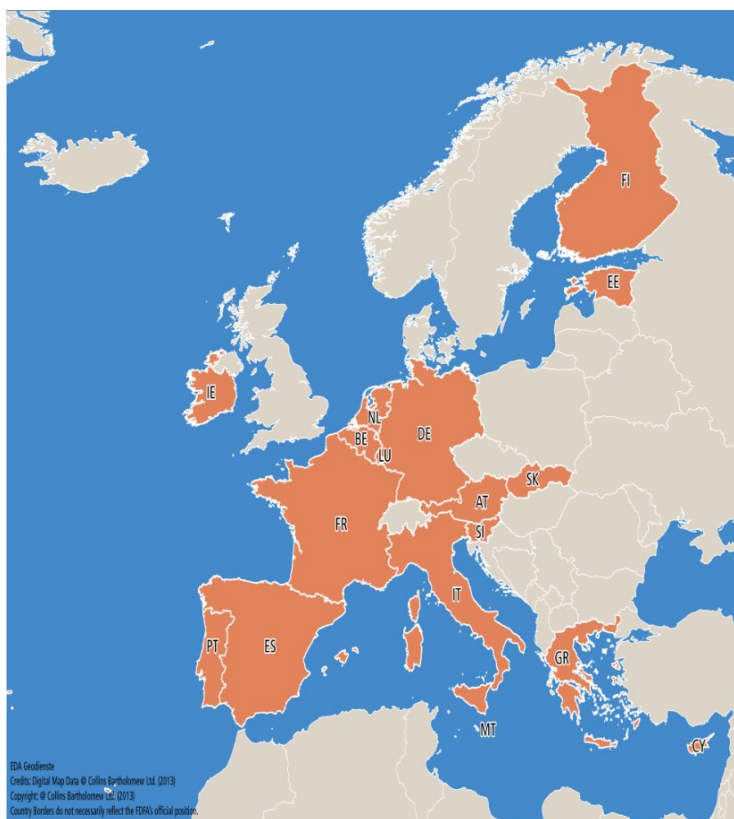 FI
EE
IE
NL
BE
DE
LU
SK
AT
FR
SI
IT
PT
ES
GR
MT
CY
EDA Geodienste
Credits: Digital Map Data @ Collins Bartholomew Ltd. (2013)
Copyright: @ Collins Bartholomew Ltd. (2013)
Country Borders do not necessarily reflect the FDFA's official position.